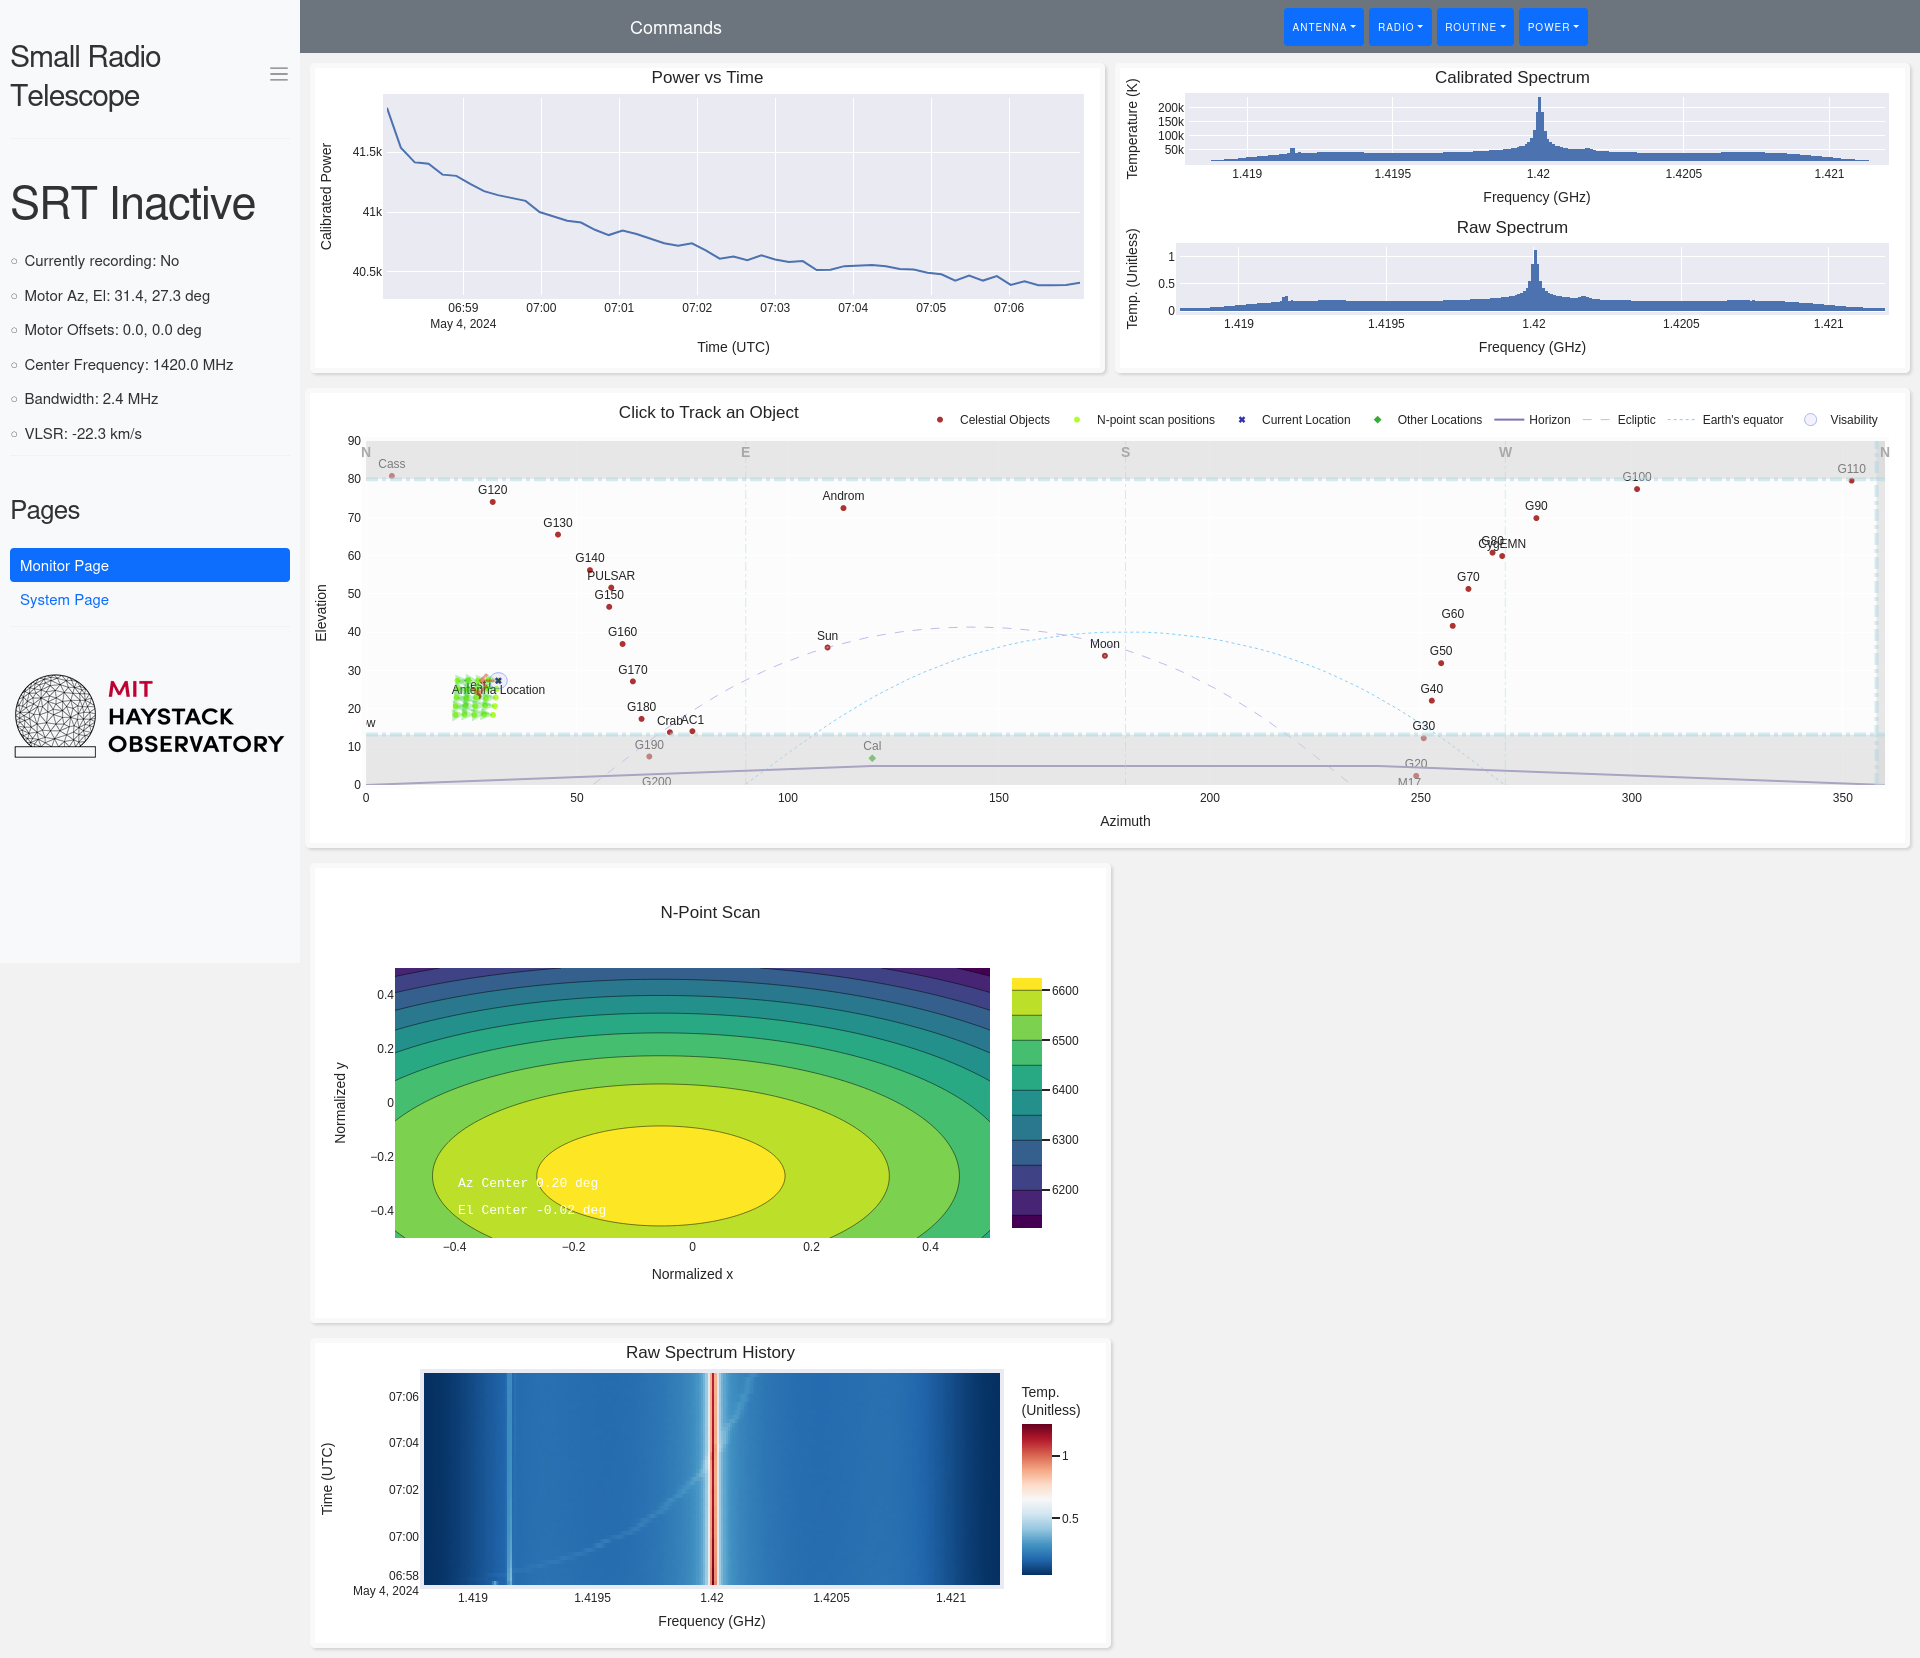 Small Radio
Telescope
SRT Inactive
Currently recording: No
Motor Az, El: 31.4, 27.3 deg
Motor Offsets: 0.0, 0.0 deg
Center Frequency: 1420.0 MHz
Bandwidth: 2.4 MHz
VLSR: -22.3 km/s
Pages
Monitor Page
System Page
MIT
HAYSTACK
OBSERVATORY
Commands
ANTENNA RADIO ROUTINE POWER
Power vs Time
Calibrated Power
41.5k
41k
40.5k
06:59 07:00 07:01 07:02 07:03 07:04 07:05 07:06
May 4, 2024
Time (UTC)
Calibrated Spectrum
Temperature (K)
200k
150k
100k
50k
1.419 1.4195 1.42 1.4205 1.421
Frequency (GHz)
Raw Spectrum
Temp. (Unitless)
1
0.5
0
1.419 1.4195 1.42 1.4205 1.421
Frequency (GHz)
Click to Track an Object
Celestial Objects N-point scan positions Current Location Other Locations Horizon Ecliptic Earth's equator Visability
Elevation
90
80
70
60
50
40
30
20
10
0
N E S W N
Cass
G120
G130
G140
PULSAR
G150
G160
G170
G180
Crab
AC1
G190
G200
Androm
Sun
Moon
Cal
Antenna Location
w
G110
G100
G90
G80
CygEMN
G70
G60
G50
G40
G30
G20
M17
0 50 100 150 200 250 300 350
Azimuth
N-Point Scan
Normalized y
0.4
0.2
0
−0.2
−0.4
Az Center 0.20 deg
El Center -0.02 deg
−0.4 −0.2 0 0.2 0.4
Normalized x
6600
6500
6400
6300
6200
Raw Spectrum History
Time (UTC)
07:06
07:04
07:02
07:00
06:58
May 4, 2024
1.419 1.4195 1.42 1.4205 1.421
Frequency (GHz)
Temp.
(Unitless)
1
0.5